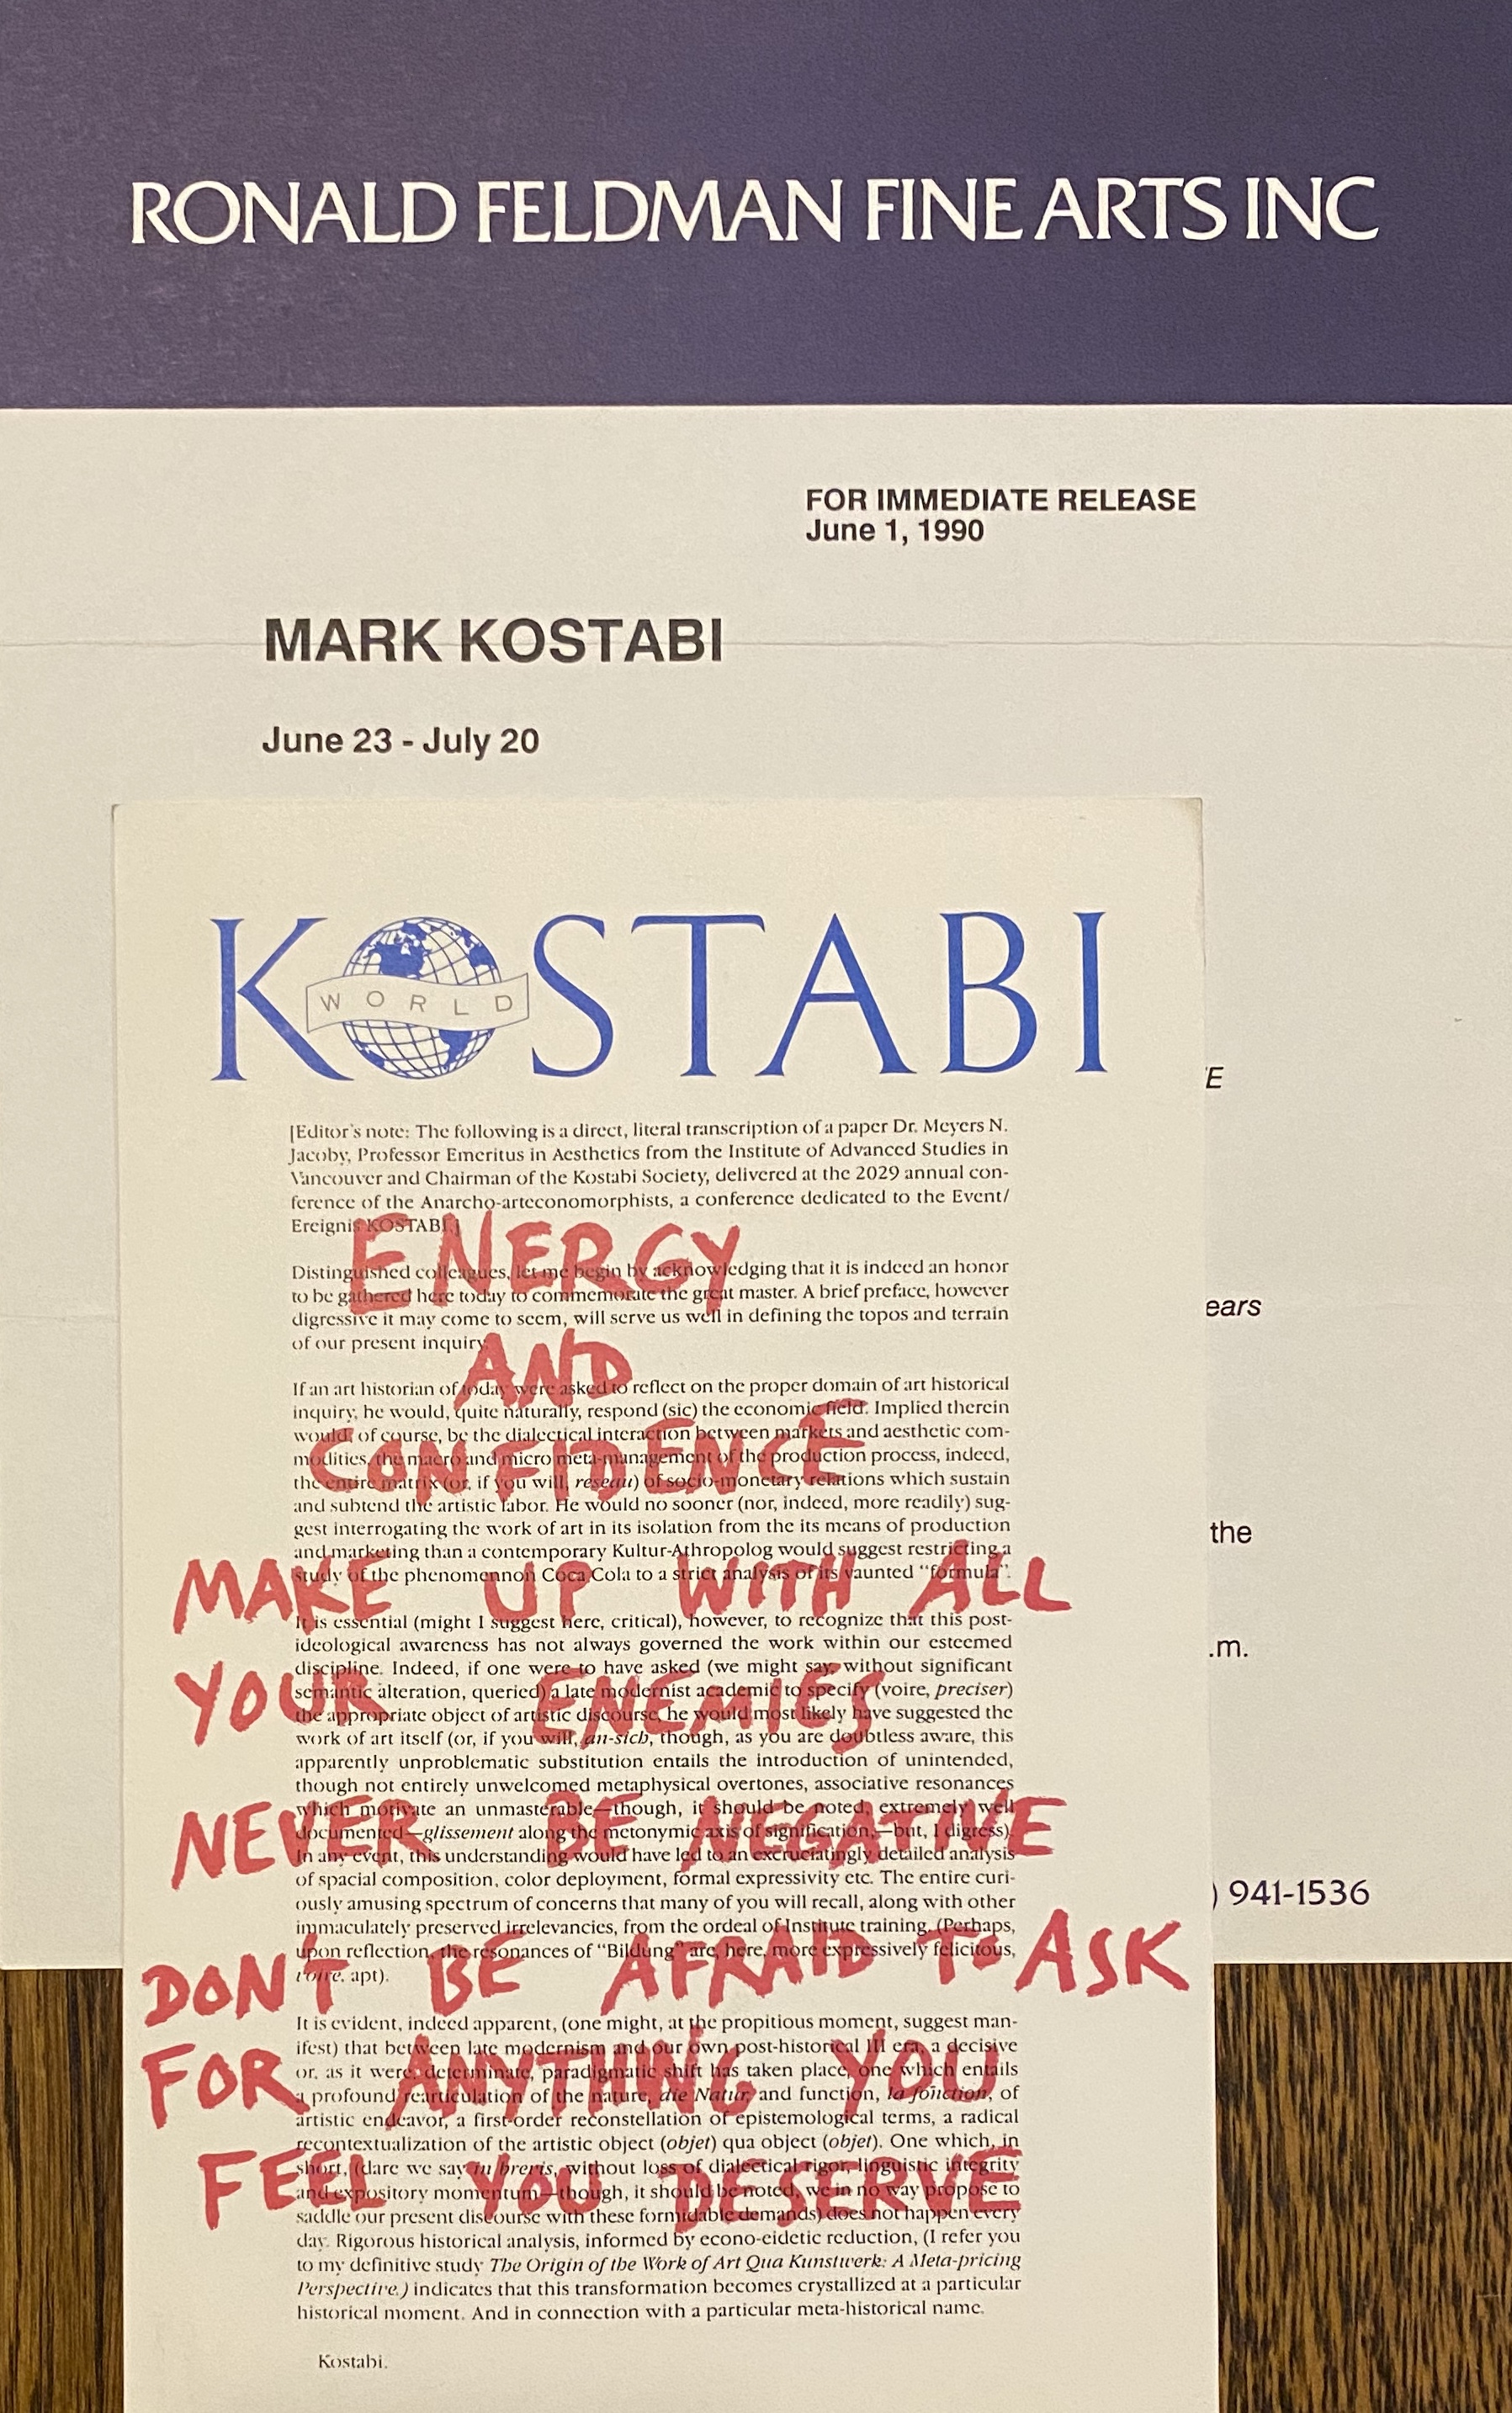 RONALD FELDMAN FINE ARTS INC
FOR IMMEDIATE RELEASE
June 1, 1990
MARK KOSTABI
June 23 - July 20
KOSTABI
WORLD
[Editor's note: The following is a direct, literal transcription of a paper Dr. Meyers N.
Jacoby, Professor Emeritus in Aesthetics from the Institute of Advanced Studies in
Vancouver and Chairman of the Kostabi Society, delivered at the 2029 annual con-
ference of the Anarcho-arteconomorphists, a conference dedicated to the Event/
Ereignis KOSTABI.]
Distinguished colleagues, let me begin by acknowledging that it is indeed an honor
to be gathered here today to commemorate the great master. A brief preface, however
digressive it may come to seem, will serve us well in defining the topos and terrain
of our present inquiry.
If an art historian of today were asked to reflect on the proper domain of art historical
inquiry, he would, quite naturally, respond (sic) the economic field. Implied therein
would, of course, be the dialectical interaction between markets and aesthetic com-
modities, the macro and micro meta-management of the production process, indeed,
the entire matrix (or, if you will, reseau) of socio-monetary relations which sustain
and subtend the artistic labor. He would no sooner (nor, indeed, more readily) sug-
gest interrogating the work of art in its isolation from the its means of production
and marketing than a contemporary Kultur-Athropolog would suggest restricting a
study of the phenomennon Coca Cola to a strict analysis of its vaunted "formula".
It is essential (might I suggest here, critical), however, to recognize that this post-
ideological awareness has not always governed the work within our esteemed
discipline. Indeed, if one were to have asked (we might say, without significant
semantic alteration, queried) a late modernist academic to specify (voire, preciser)
the appropriate object of artistic discourse, he would most likely have suggested the
work of art itself (or, if you will, an-sich, though, as you are doubtless aware, this
apparently unproblematic substitution entails the introduction of unintended,
though not entirely unwelcomed metaphysical overtones, associative resonances
which motivate an unmasterable—though, it should be noted, extremely well
documented—glissement along the metonymic axis of signification,—but, I digress).
In any event, this understanding would have led to an excruciatingly detailed analysis
of spacial composition, color deployment, formal expressivity etc. The entire curi-
ously amusing spectrum of concerns that many of you will recall, along with other
immaculately preserved irrelevancies, from the ordeal of Institute training. (Perhaps,
upon reflection, the resonances of "Bildung" are, here, more expressively felicitous,
voire, apt).
It is evident, indeed apparent, (one might, at the propitious moment, suggest man-
ifest) that between late modernism and our own post-historical III era, a decisive
or, as it were, determinate, paradigmatic shift has taken place, one which entails
a profound rearticulation of the nature, die Natur, and function, la fonction, of
artistic endeavor, a first-order reconstellation of epistemological terms, a radical
recontextualization of the artistic object (objet) qua object (objet). One which, in
short, (dare we say in breris, without loss of dialectical rigor, linguistic integrity
and expository momentum—though, it should be noted, we in no way propose to
saddle our present discourse with these formidable demands) does not happen every
day. Rigorous historical analysis, informed by econo-eidetic reduction, (I refer you
to my definitive study The Origin of the Work of Art Qua Kunstwerk: A Meta-pricing
Perspective,) indicates that this transformation becomes crystallized at a particular
historical moment. And in connection with a particular meta-historical name.
Kostabi.
ENERGY
AND
CONFIDENCE
MAKE UP WITH ALL
YOUR ENEMIES
NEVER BE NEGATIVE
DON'T BE AFRAID TO ASK
FOR ANYTHING YOU
FEEL YOU DESERVE
E
ears
the
.m.
) 941-1536